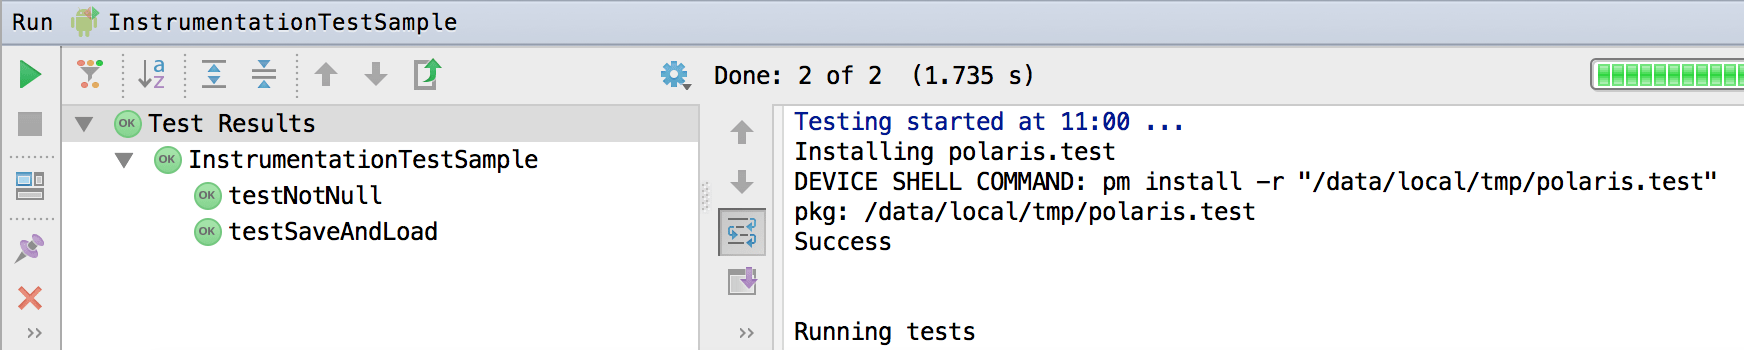 Run InstrumentationTestSample
Done: 2 of 2 (1.735 s)
OK Test Results
OK InstrumentationTestSample
OK testNotNull
OK testSaveAndLoad
Testing started at 11:00 ...
Installing polaris.test
DEVICE SHELL COMMAND: pm install -r "/data/local/tmp/polaris.test"
pkg: /data/local/tmp/polaris.test
Success
Running tests